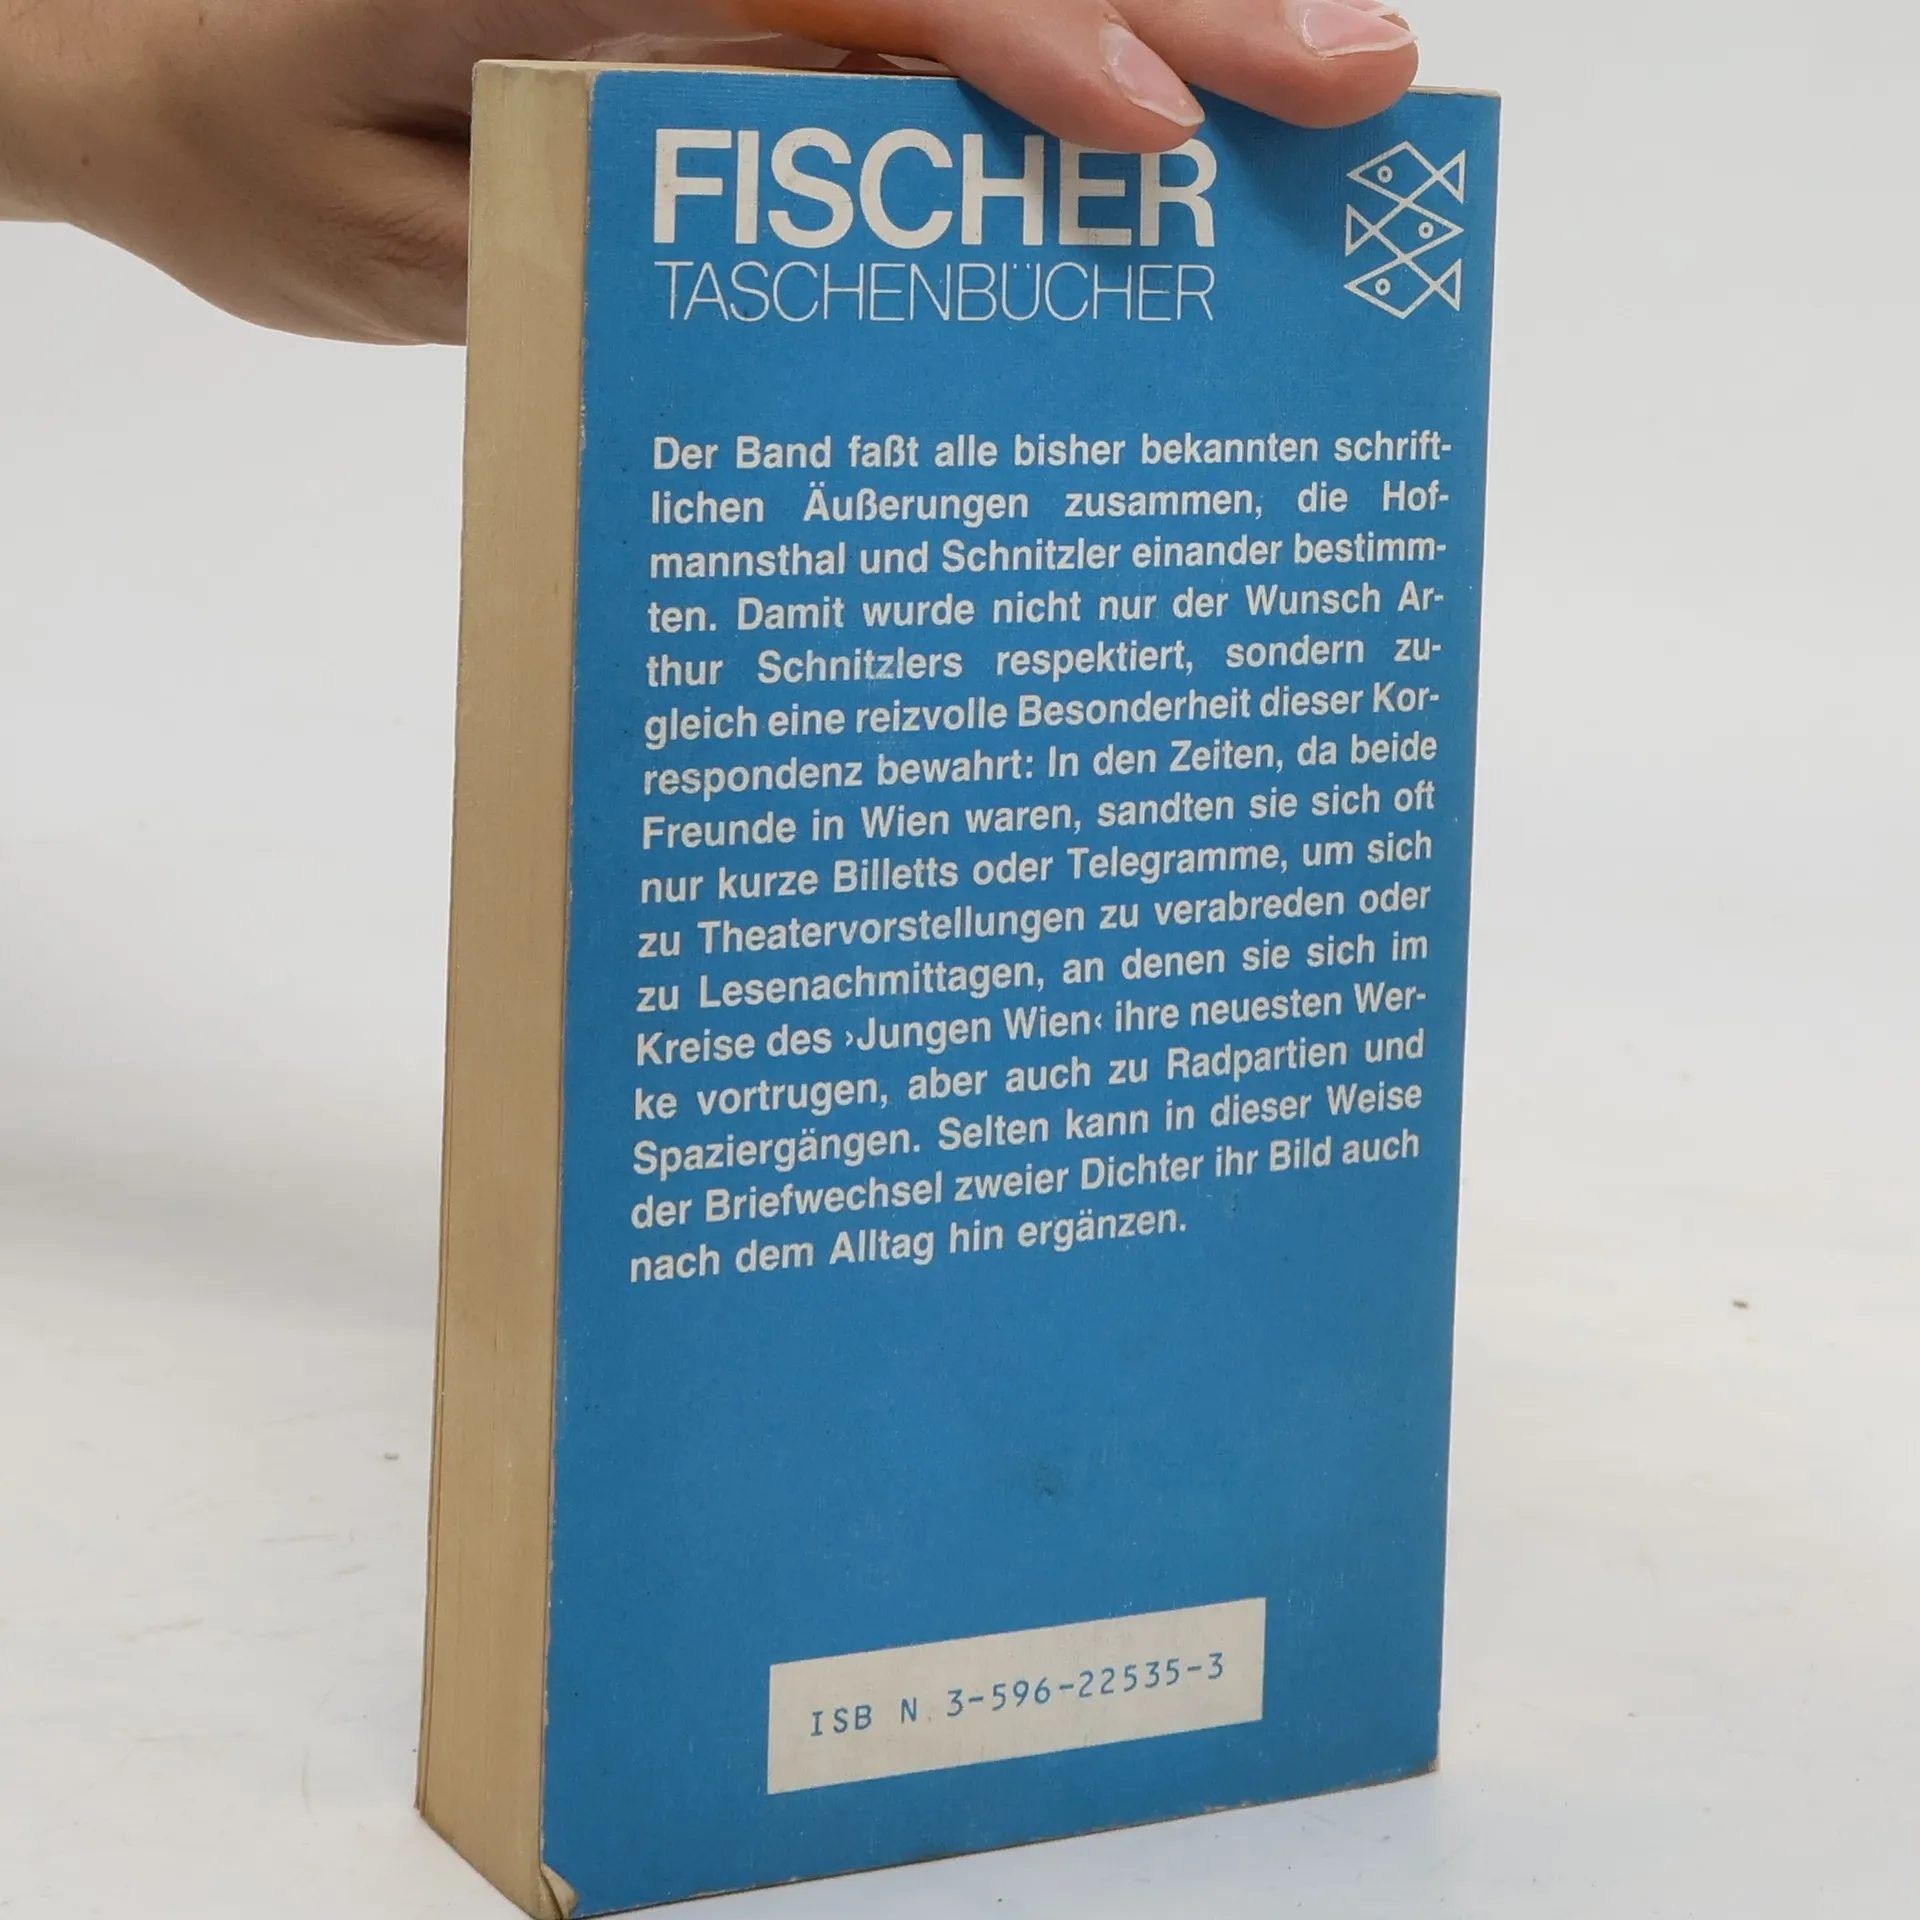 FISCHER
TASCHENBÜCHER
Der Band faßt alle bisher bekannten schrift-
lichen Äußerungen zusammen, die Hof-
mannsthal und Schnitzler einander bestimm-
ten. Damit wurde nicht nur der Wunsch Ar-
thur Schnitzlers respektiert, sondern zu-
gleich eine reizvolle Besonderheit dieser Kor-
respondenz bewahrt: In den Zeiten, da beide
Freunde in Wien waren, sandten sie sich oft
nur kurze Billetts oder Telegramme, um sich
zu Theatervorstellungen zu verabreden oder
zu Lesenachmittagen, an denen sie sich im
Kreise des ›Jungen Wien‹ ihre neuesten Wer-
ke vortrugen, aber auch zu Radpartien und
Spaziergängen. Selten kann in dieser Weise
der Briefwechsel zweier Dichter ihr Bild auch
nach dem Alltag hin ergänzen.
ISB N 3-596-22535-3